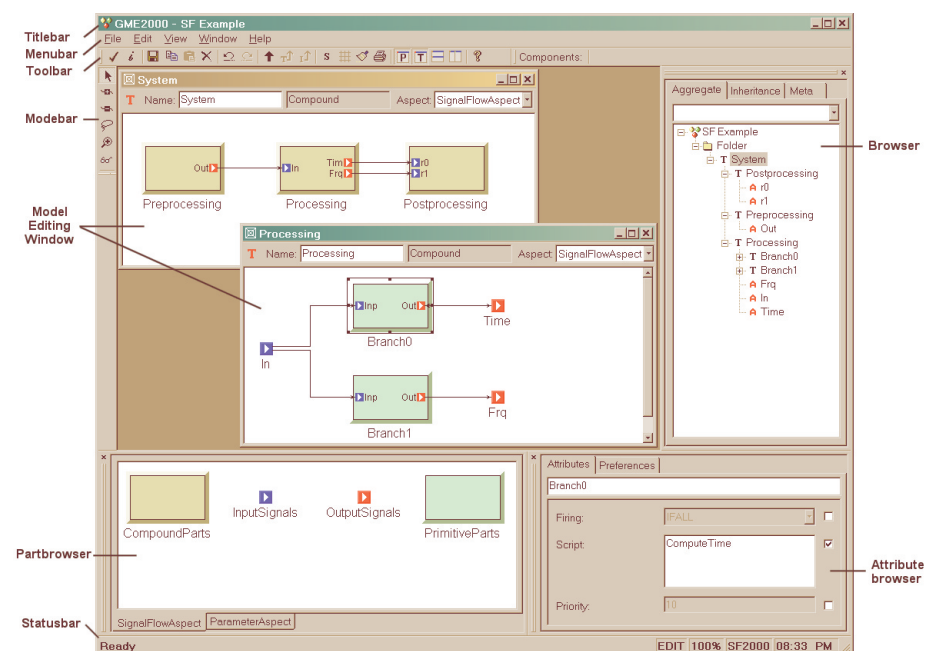 GME2000 - SF Example
Titlebar
File Edit View Window Help
Menubar
Toolbar
Components:
System
Name: System Compound Aspect: SignalFlowAspect
Modebar
Out In Tim Frq r0 r1
Preprocessing Processing Postprocessing
Model
Editing
Window
Processing
Name: Processing Compound Aspect: SignalFlowAspect
Inp Out
Time
Branch0
In
Inp Out
Frq
Branch1
Aggregate Inheritance Meta
SF Example
Folder
System
Postprocessing
r0
r1
Preprocessing
Out
Processing
Branch0
Branch1
Frq
In
Time
Browser
InputSignals OutputSignals
CompoundParts PrimitiveParts
Partbrowser
SignalFlowAspect ParameterAspect
Attributes Preferences
Branch0
Firing: IFALL
Script: ComputeTime
Priority: 10
Attribute
browser
Statusbar
Ready EDIT 100% SF2000 08:33 PM